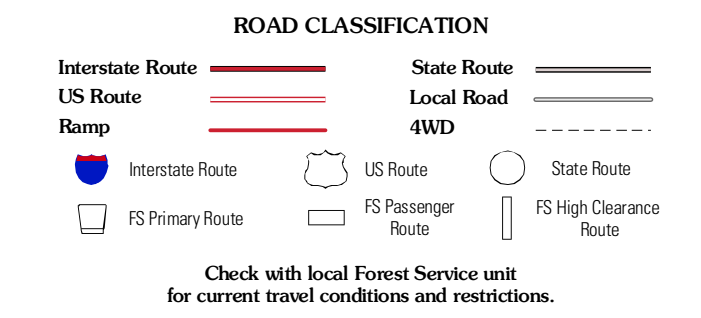 ROAD CLASSIFICATION
Interstate Route
State Route
US Route
Local Road
Ramp
4WD
Interstate Route
US Route
State Route
FS Primary Route
FS Passenger
Route
FS High Clearance
Route
Check with local Forest Service unit
for current travel conditions and restrictions.